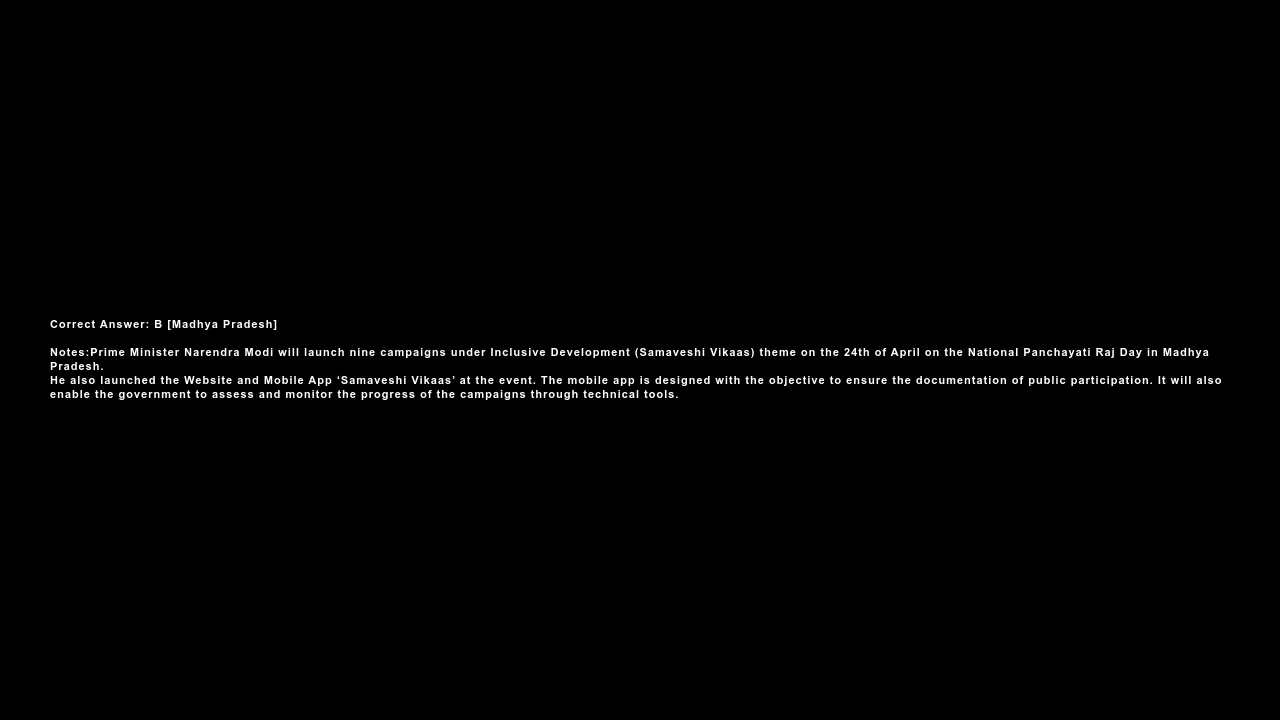 Correct Answer: B [Madhya Pradesh]
Notes:Prime Minister Narendra Modi will launch nine campaigns under Inclusive Development (Samaveshi Vikaas) theme on the 24th of April on the National Panchayati Raj Day in Madhya
Pradesh.
He also launched the Website and Mobile App ‘Samaveshi Vikaas’ at the event. The mobile app is designed with the objective to ensure the documentation of public participation. It will also
enable the government to assess and monitor the progress of the campaigns through technical tools.